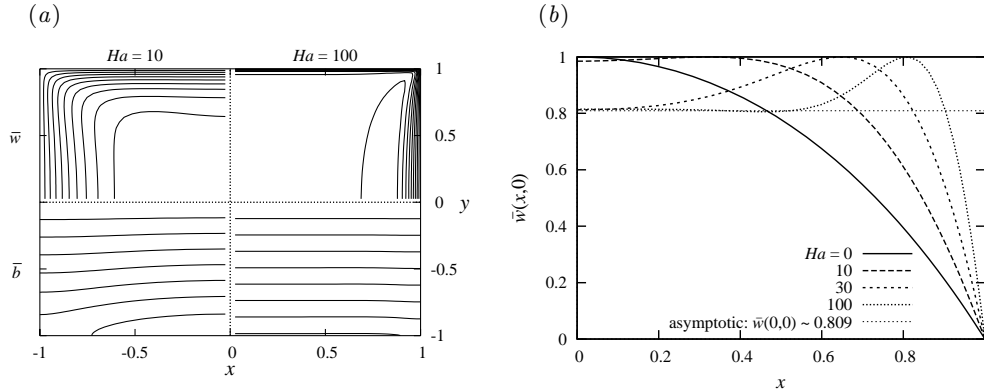 (a)
Ha = 10
Ha = 100
w̄
b̄
1
0.5
0
y
-0.5
-1
-1
-0.5
0
0.5
1
x
(b)
1
0.8
0.6
0.4
0.2
0
w̄(x,0)
Ha = 0
10
30
100
asymptotic: w̄(0,0) ~ 0.809
0
0.2
0.4
0.6
0.8
x